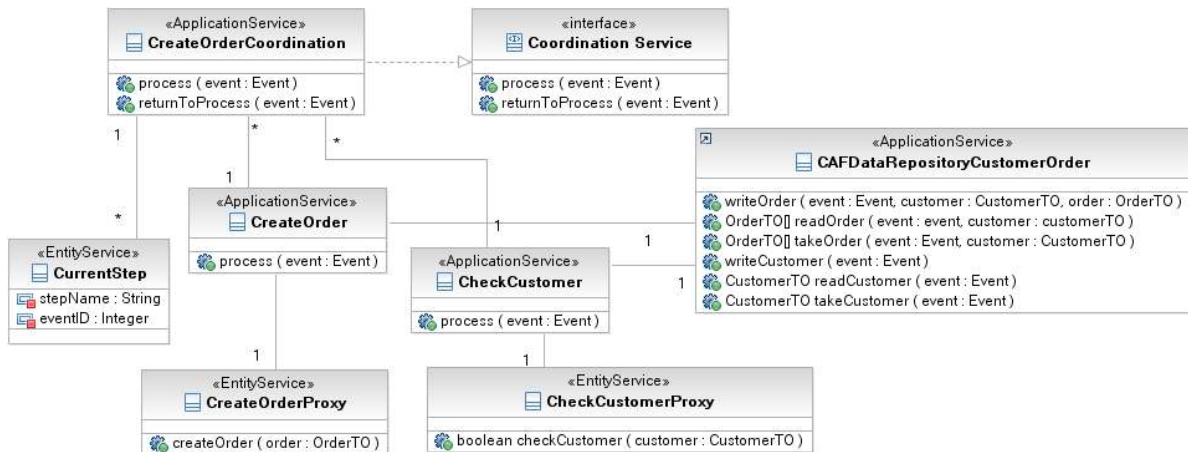 «ApplicationService»
CreateOrderCoordination
process ( event : Event )
returnToProcess ( event : Event )
«interface»
Coordination Service
process ( event : Event )
returnToProcess ( event : Event )
1
*
*
1
*
1
1
1
«ApplicationService»
CAFDataRepositoryCustomerOrder
writeOrder ( event : Event, customer : CustomerTO, order : OrderTO )
OrderTO[] readOrder ( event : event, customer : customerTO )
OrderTO[] takeOrder ( event : Event, customer : CustomerTO )
writeCustomer ( event : Event )
CustomerTO readCustomer ( event : Event )
CustomerTO takeCustomer ( event : Event )
«ApplicationService»
CreateOrder
process ( event : Event )
«EntityService»
CurrentStep
stepName : String
eventID : Integer
«ApplicationService»
CheckCustomer
process ( event : Event )
1
1
«EntityService»
CreateOrderProxy
createOrder ( order : OrderTO )
«EntityService»
CheckCustomerProxy
boolean checkCustomer ( customer : CustomerTO )